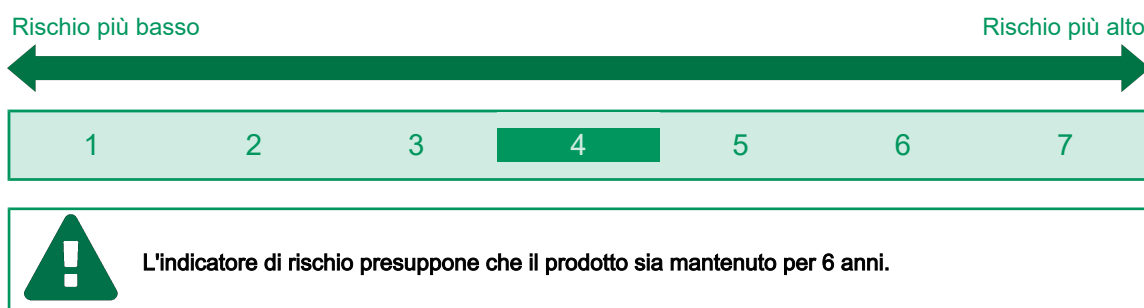 Rischio più basso Rischio più alto
1 2 3 4 5 6 7
L'indicatore di rischio presuppone che il prodotto sia mantenuto per 6 anni.